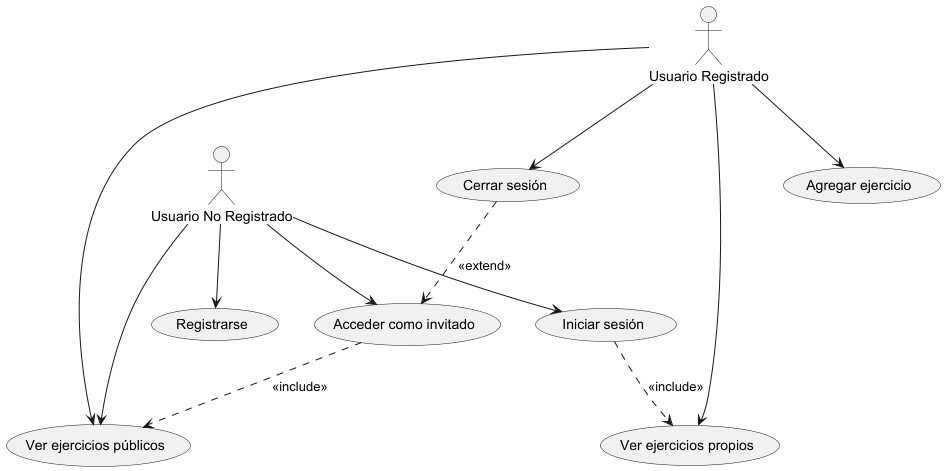 Usuario Registrado
Cerrar sesión
Agregar ejercicio
Usuario No Registrado
«extend»
Registrarse
Acceder como invitado
Iniciar sesión
«include»
«include»
Ver ejercicios públicos
Ver ejercicios propios